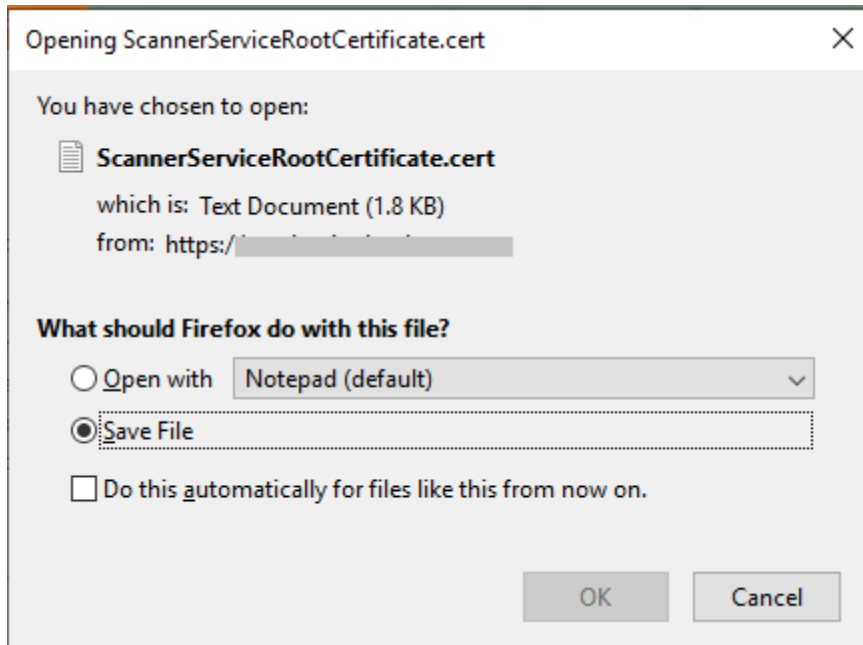 Opening ScannerServiceRootCertificate.cert
You have chosen to open:
ScannerServiceRootCertificate.cert
which is: Text Document (1.8 KB)
from: https:/
What should Firefox do with this file?
Open with Notepad (default)
Save File
Do this automatically for files like this from now on.
OK Cancel